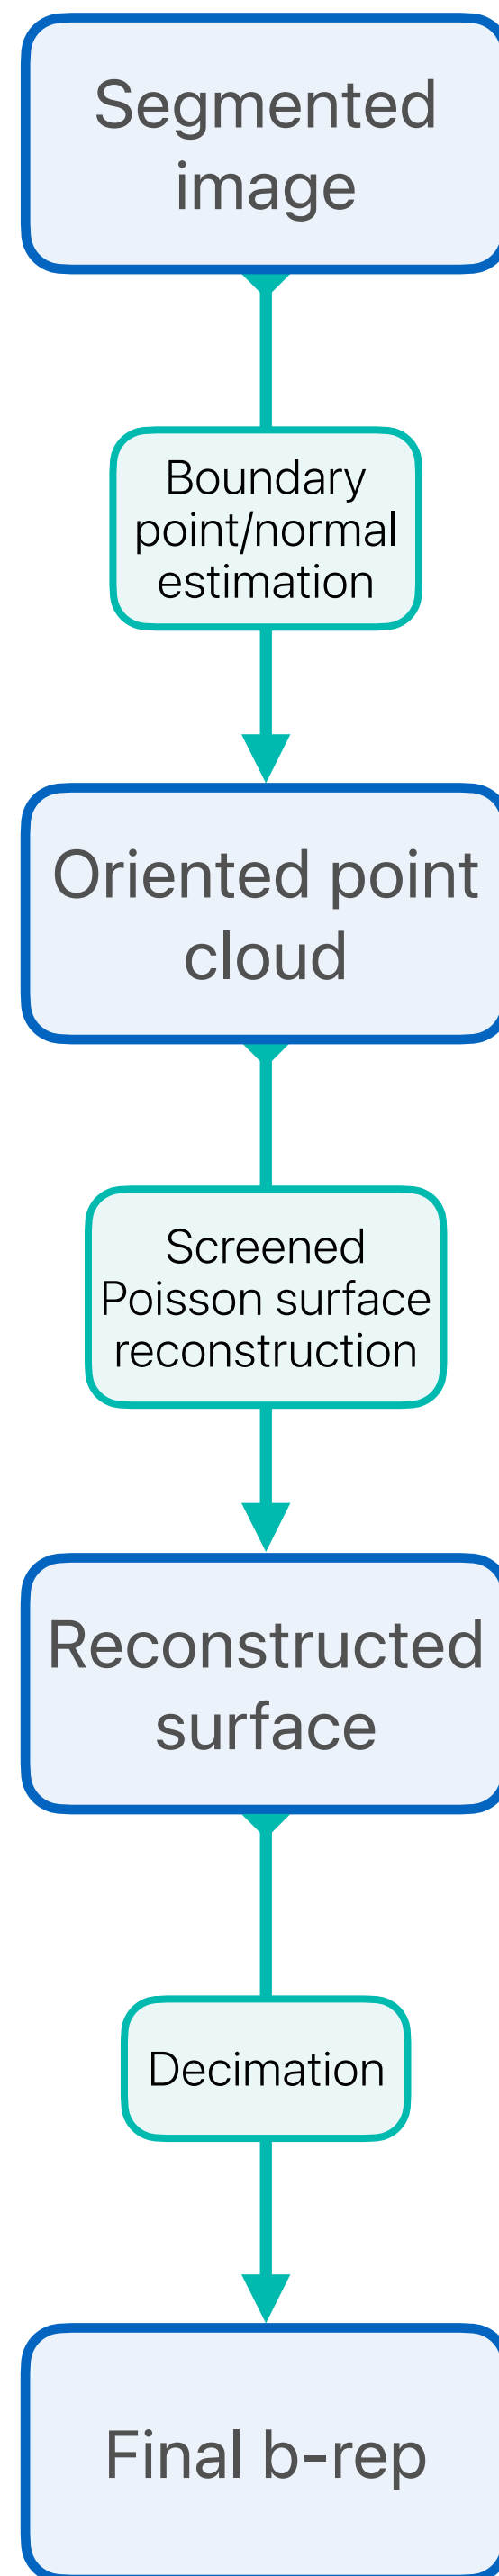 Segmented
image
Boundary
point/normal
estimation
Oriented point
cloud
Screened
Poisson surface
reconstruction
Reconstructed
surface
Decimation
Final b-rep